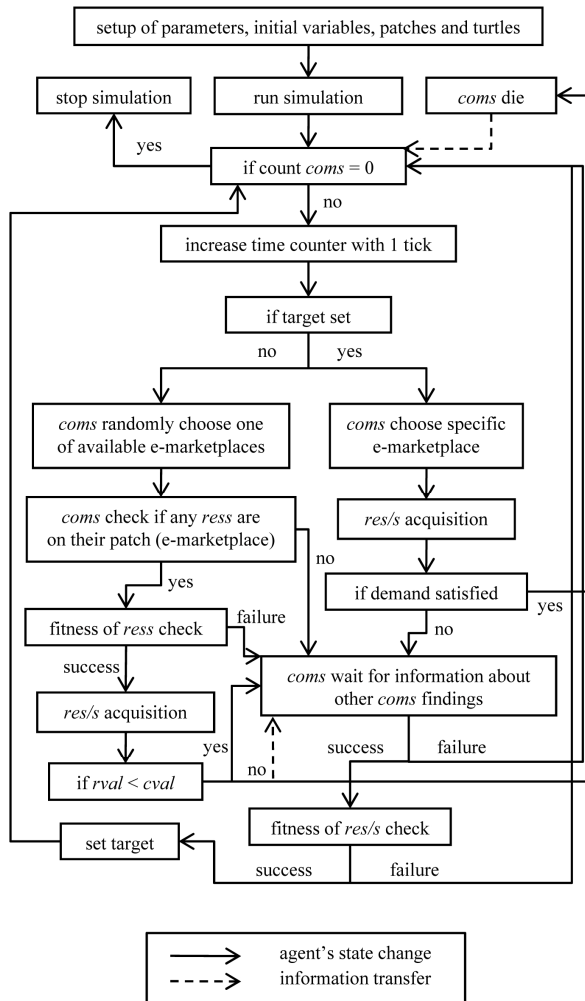 setup of parameters, initial variables, patches and turtles
stop simulation
run simulation
coms die
yes
if count coms = 0
no
increase time counter with 1 tick
if target set
no
yes
coms randomly choose one
of available e-marketplaces
coms choose specific
e-marketplace
coms check if any ress are
on their patch (e-marketplace)
res/s acquisition
no
yes
if demand satisfied
yes
fitness of ress check
failure
no
success
coms wait for information about
other coms findings
res/s acquisition
yes
success
failure
no
if rval < cval
fitness of res/s check
set target
success
failure
agent's state change
information transfer